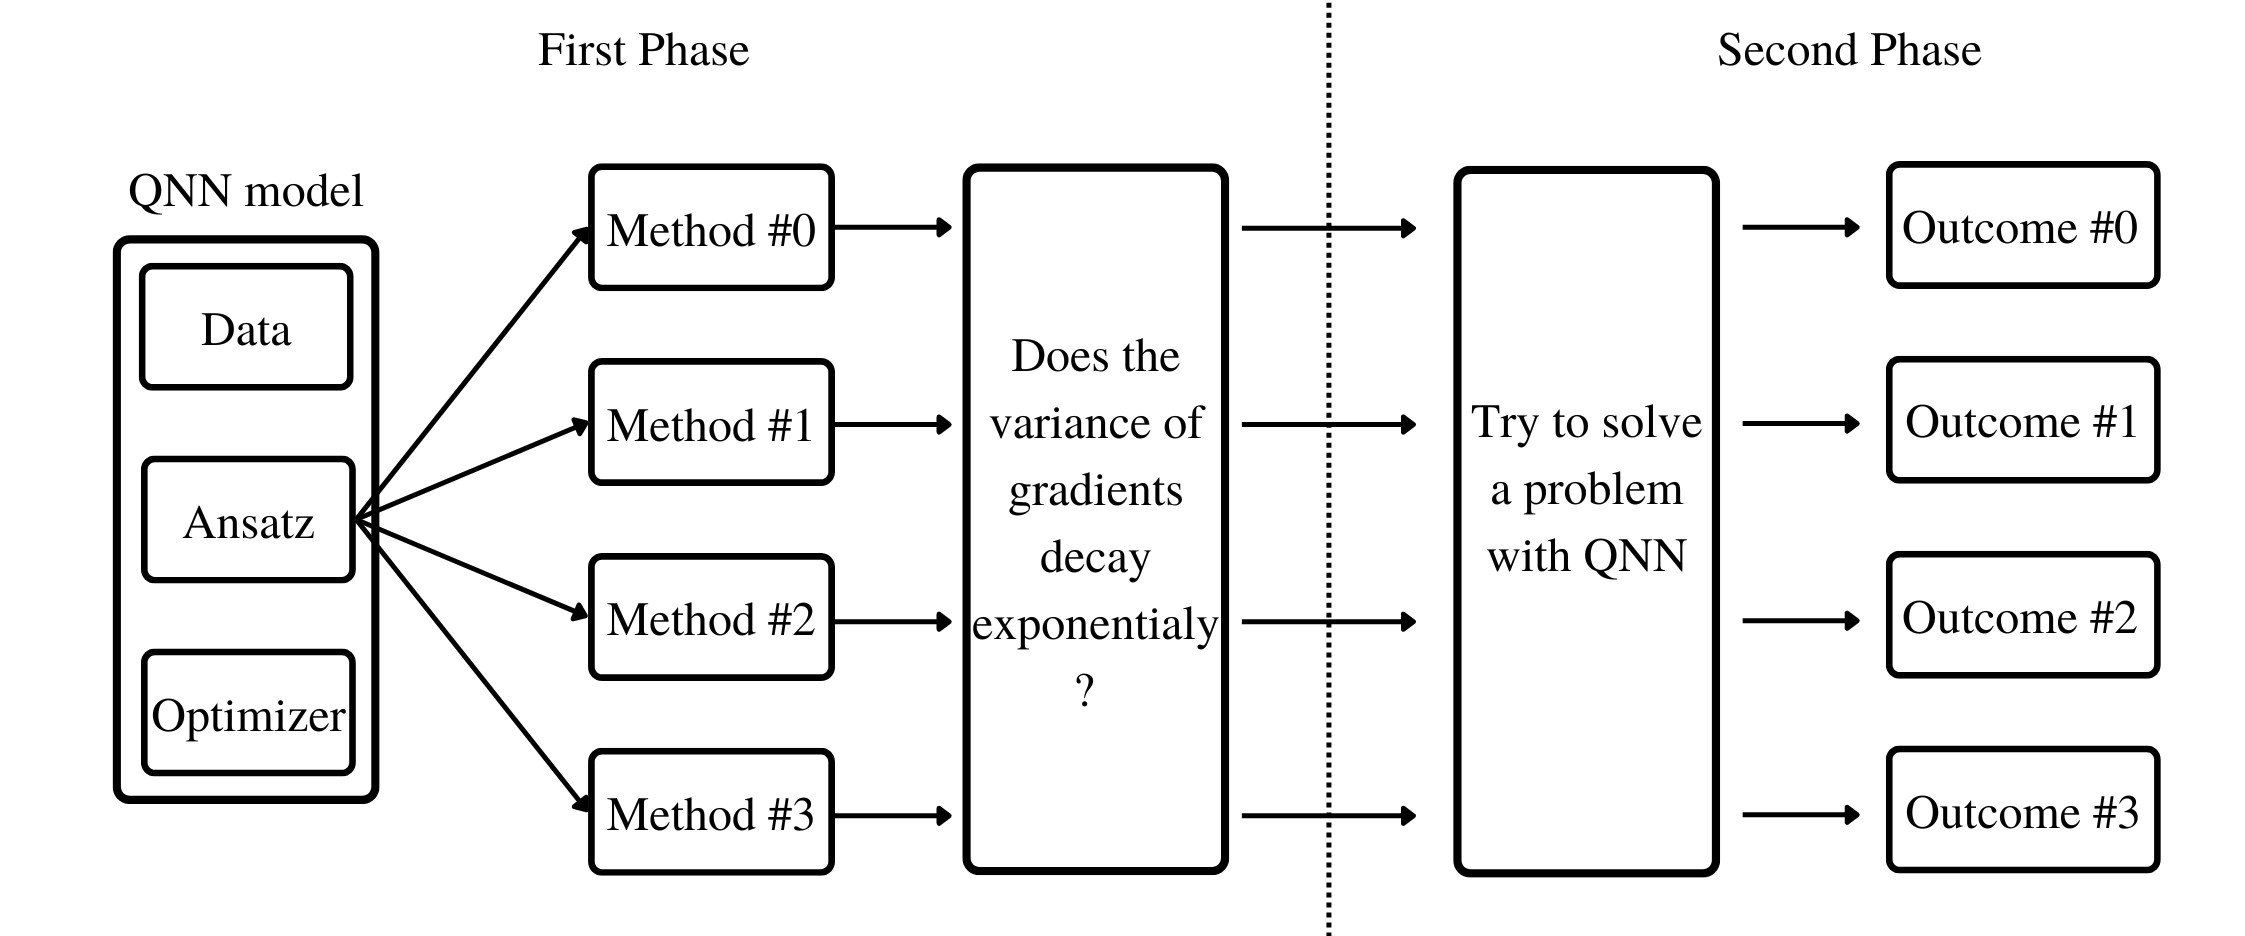 First Phase
Second Phase
QNN model
Data
Ansatz
Optimizer
Method #0
Method #1
Method #2
Method #3
Does the
variance of
gradients
decay
exponentialy
?
Try to solve
a problem
with QNN
Outcome #0
Outcome #1
Outcome #2
Outcome #3